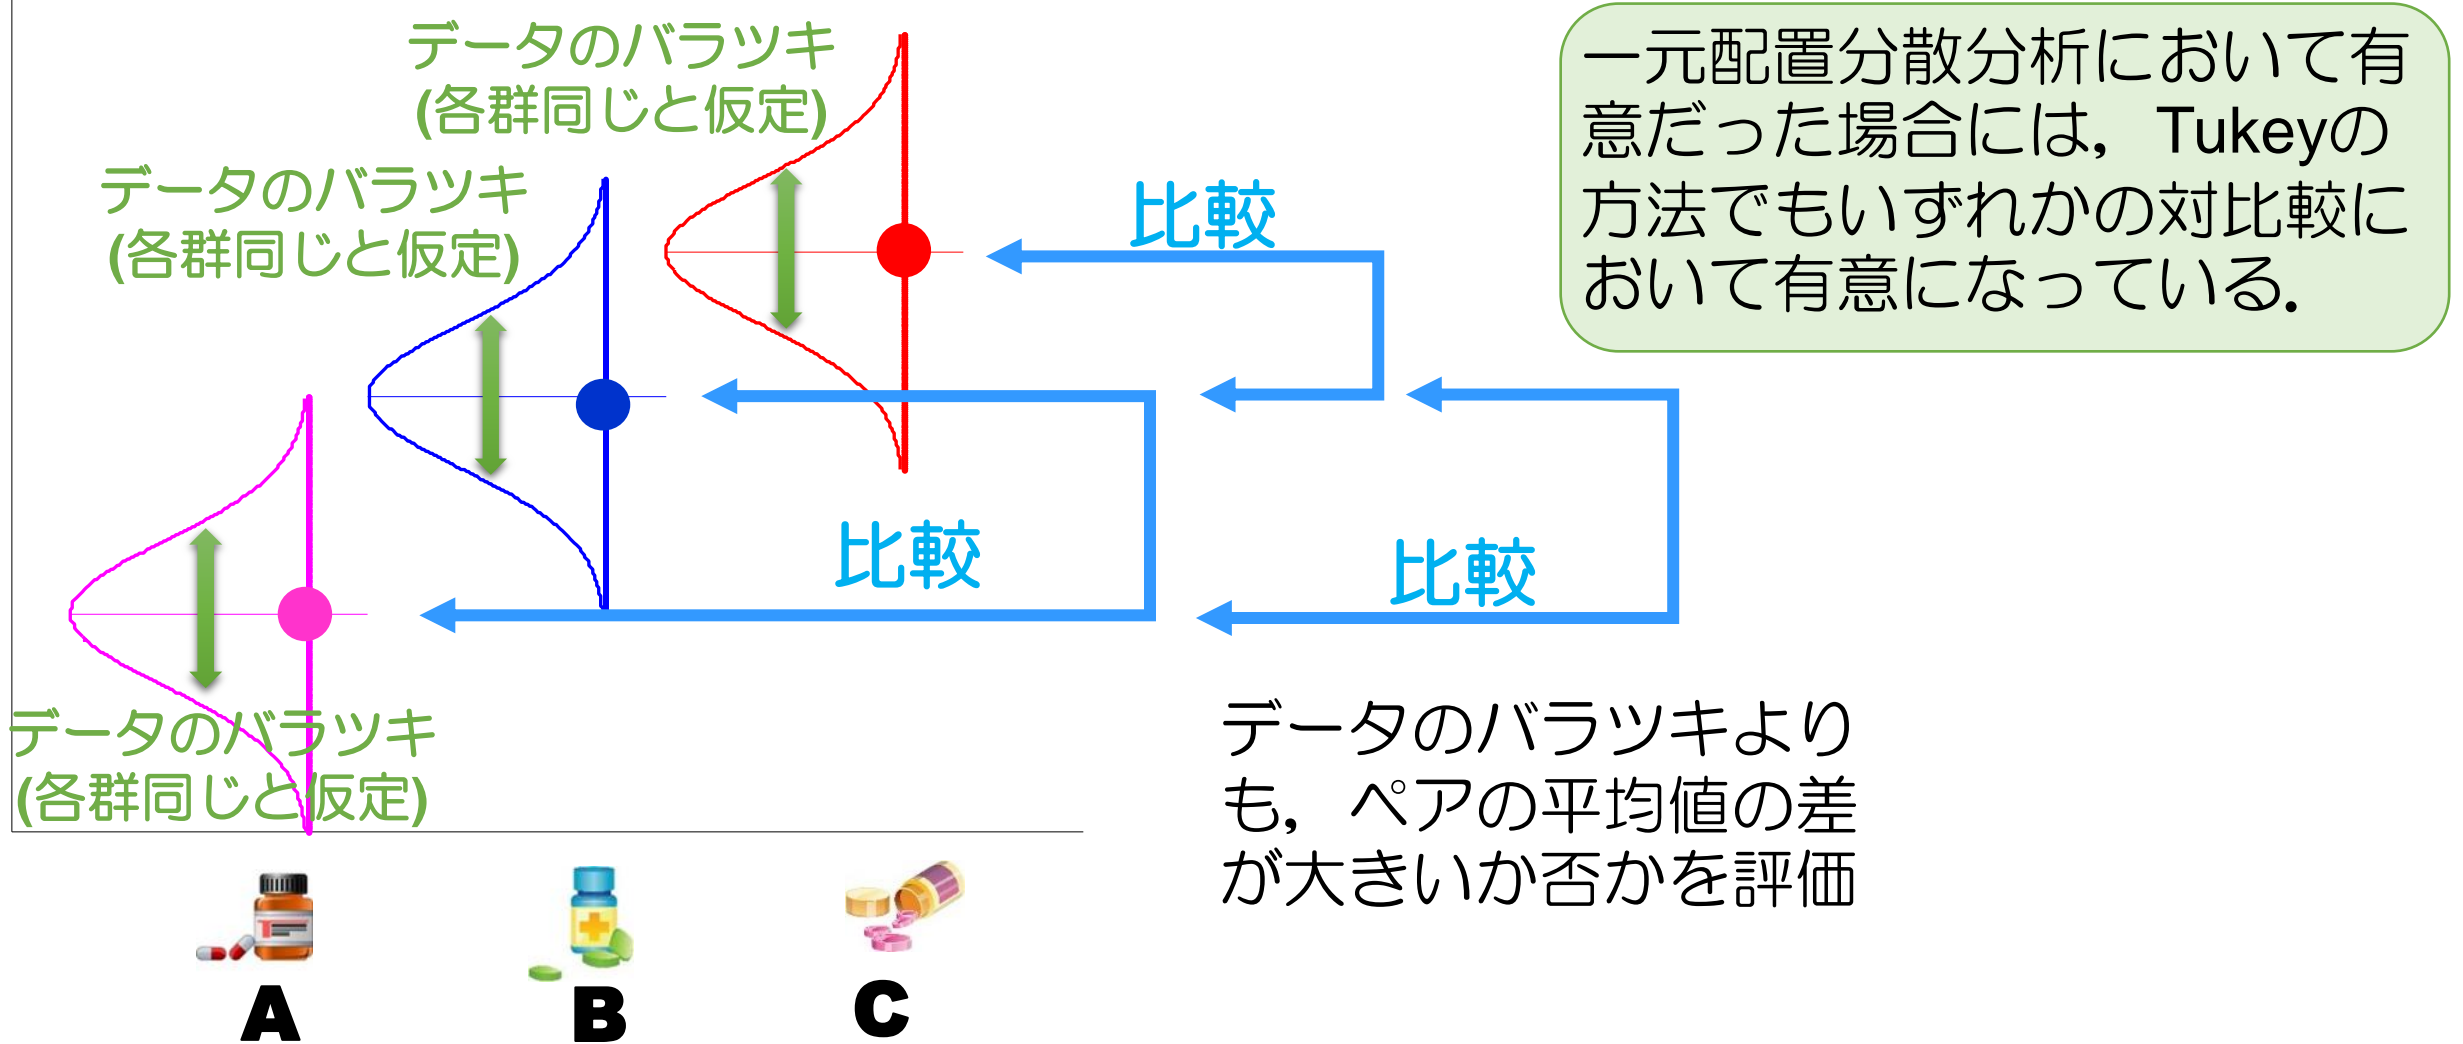 データのバラツキ
(各群同じと仮定)
データのバラツキ
(各群同じと仮定)
データのバラツキ
(各群同じと仮定)
一元配置分散分析において有
意だった場合には，Tukeyの
方法でもいずれかの対比較に
おいて有意になっている．
比較
比較
比較
データのバラツキより
も，ペアの平均値の差
が大きいか否かを評価
A
B
C